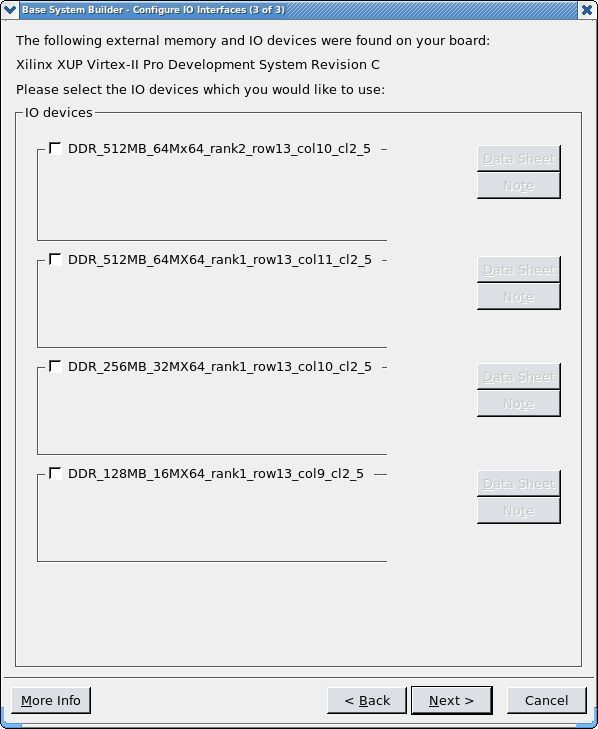 Base System Builder - Configure IO Interfaces (3 of 3)
The following external memory and IO devices were found on your board:
Xilinx XUP Virtex-II Pro Development System Revision C
Please select the IO devices which you would like to use:
IO devices
DDR_512MB_64Mx64_rank2_row13_col10_cl2_5
Data Sheet
Note
DDR_512MB_64MX64_rank1_row13_col11_cl2_5
Data Sheet
Note
DDR_256MB_32MX64_rank1_row13_col10_cl2_5
Data Sheet
Note
DDR_128MB_16MX64_rank1_row13_col9_cl2_5
Data Sheet
Note
More Info
< Back
Next >
Cancel